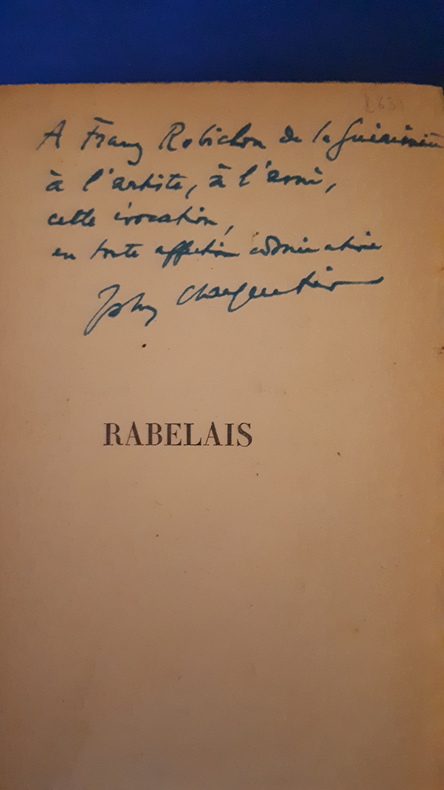 A Franz Robichon de la Guérinière
à l'artiste, à l'ami,
cette évocation,
en toute affection admirative
John Charpentier
RABELAIS